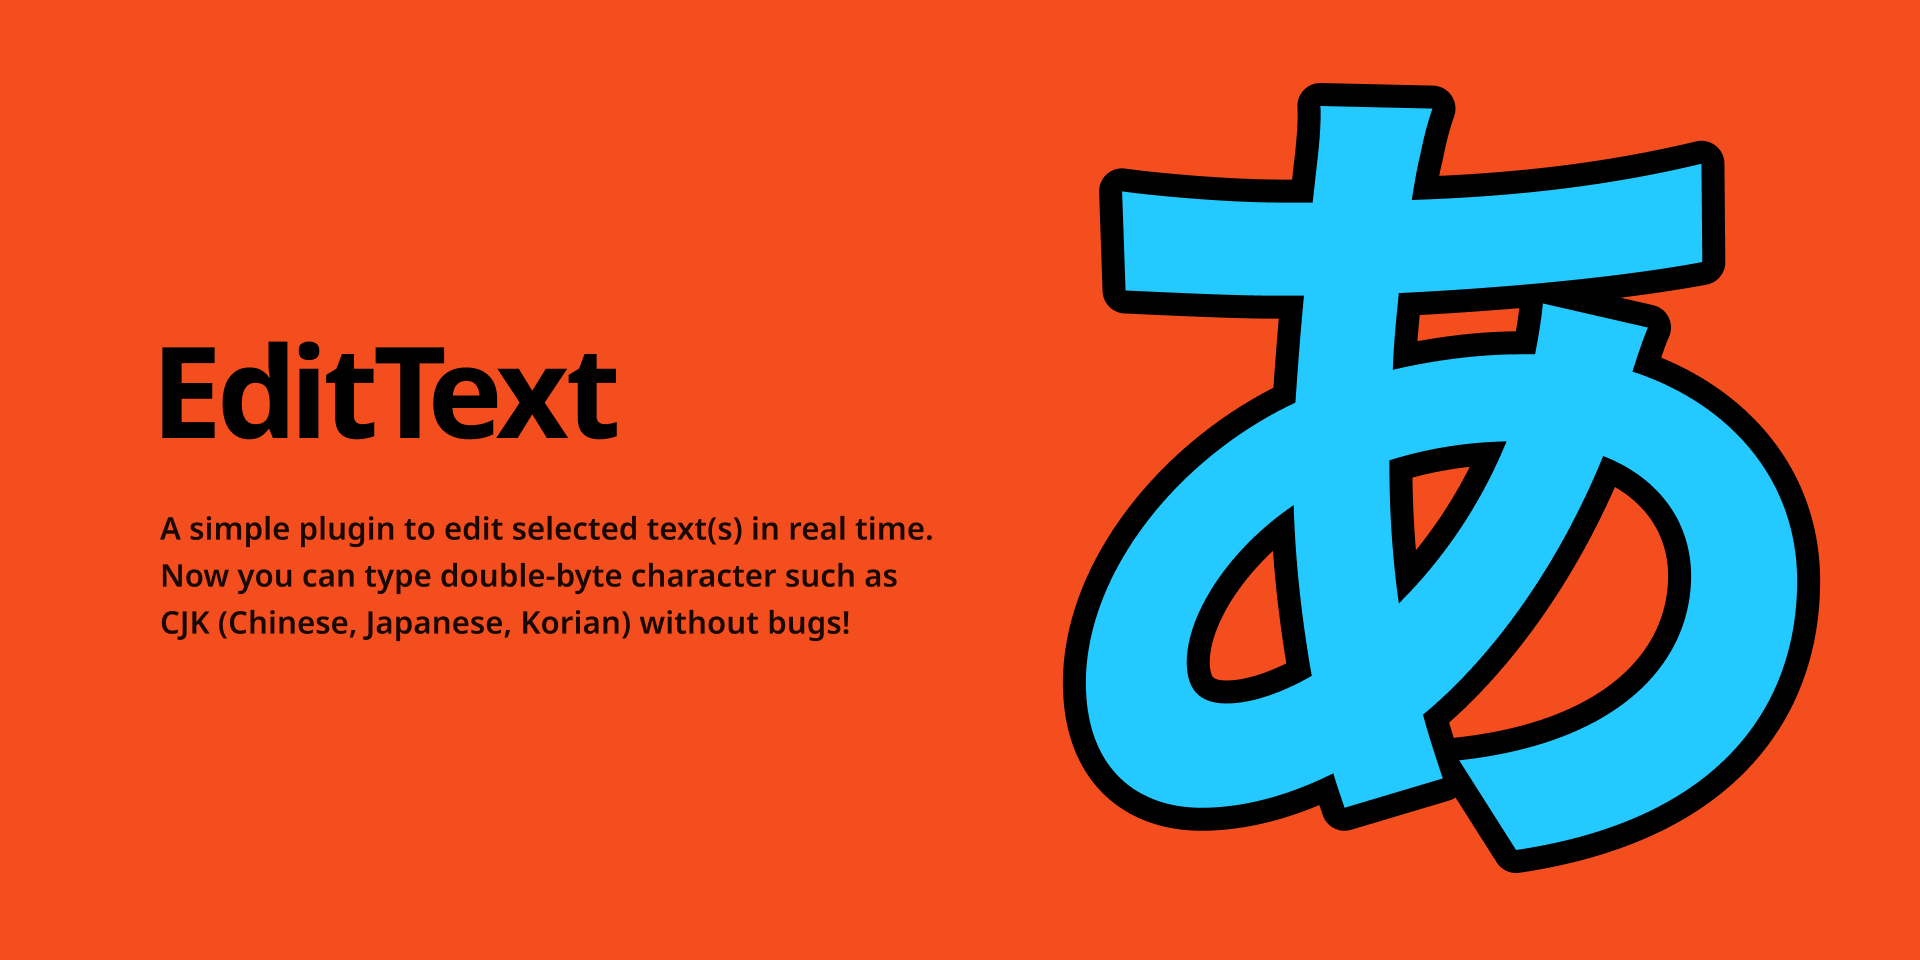 EditText
A simple plugin to edit selected text(s) in real time.
Now you can type double-byte character such as
CJK (Chinese, Japanese, Korian) without bugs!
あ